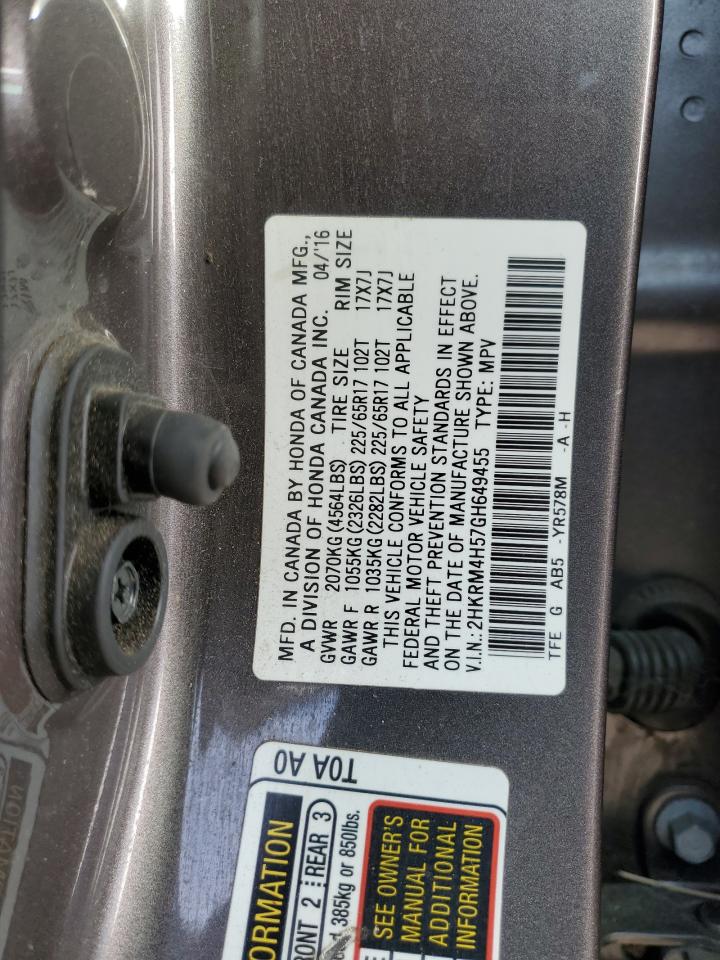 MFD. IN CANADA BY HONDA OF CANADA MFG.,
A DIVISION OF HONDA CANADA INC. 04/'16
GVWR 2070KG(4564LBS) TIRE SIZE RIM SIZE
GAWR F 1055KG(2326LBS) 225/65R17 102T 17X7J
GAWR R 1035KG(2282LBS) 225/65R17 102T 17X7J
THIS VEHICLE CONFORMS TO ALL APPLICABLE
FEDERAL MOTOR VEHICLE SAFETY
AND THEFT PREVENTION STANDARDS IN EFFECT
ON THE DATE OF MANUFACTURE SHOWN ABOVE.
V.I.N.:2HKRM4H57GH649455 TYPE: MPV
TFE G AB5 -YR578M -A -H
T0A A0
ORMATION
RONT 2 REAR 3
ed 385kg or 850lbs.
SEE OWNER'S
MANUAL FOR
ADDITIONAL
INFORMATION